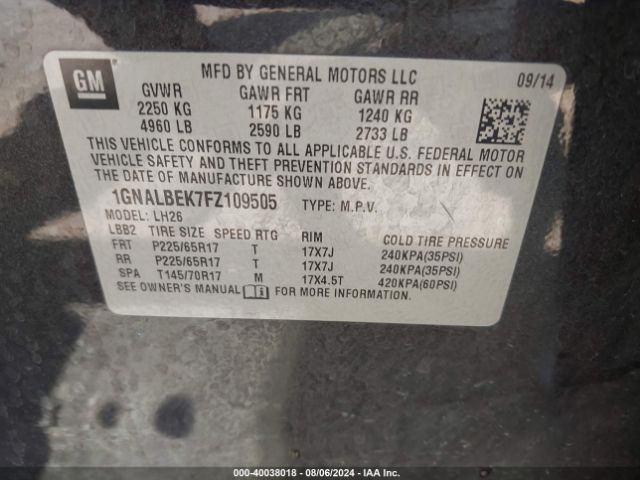 GM
MFD BY GENERAL MOTORS LLC 09/14
GVWR GAWR FRT GAWR RR
2250 KG 1175 KG 1240 KG
4960 LB 2590 LB 2733 LB
THIS VEHICLE CONFORMS TO ALL APPLICABLE U.S. FEDERAL MOTOR
VEHICLE SAFETY AND THEFT PREVENTION STANDARDS IN EFFECT ON
THE DATE OF MANUFACTURE SHOWN ABOVE.
1GNALBEK7FZ109505 TYPE: M.P.V.
MODEL: LH26
LBB2 TIRE SIZE SPEED RTG RIM COLD TIRE PRESSURE
FRT P225/65R17 T 17X7J 240KPA(35PSI)
RR P225/65R17 T 17X7J 240KPA(35PSI)
SPA T145/70R17 M 17X4.5T 420KPA(60PSI)
SEE OWNER'S MANUAL FOR MORE INFORMATION.
000-40038018 - 08/06/2024 - IAA Inc.